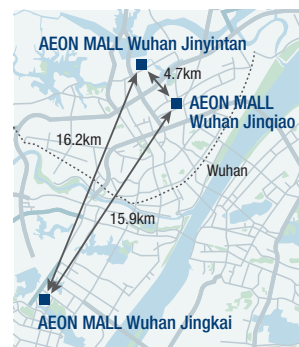 AEON MALL Wuhan Jinyintan
4.7km
AEON MALL
Wuhan Jinqiao
16.2km
Wuhan
15.9km
AEON MALL Wuhan Jingkai